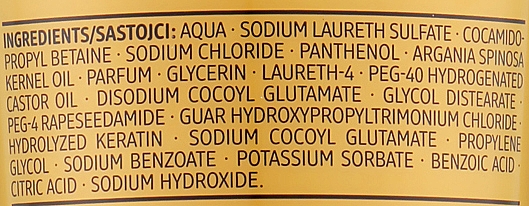 INGREDIENTS/SASTOJCI: AQUA · SODIUM LAURETH SULFATE · COCAMIDO-
PROPYL BETAINE · SODIUM CHLORIDE · PANTHENOL · ARGANIA SPINOSA
KERNEL OIL · PARFUM · GLYCERIN · LAURETH-4 · PEG-40 HYDROGENATED
CASTOR OIL · DISODIUM COCOYL GLUTAMATE · GLYCOL DISTEARATE ·
PEG-4 RAPESEEDAMIDE · GUAR HYDROXYPROPYLTRIMONIUM CHLORIDE ·
HYDROLYZED KERATIN · SODIUM COCOYL GLUTAMATE · PROPYLENE
GLYCOL · SODIUM BENZOATE · POTASSIUM SORBATE · BENZOIC ACID ·
CITRIC ACID · SODIUM HYDROXIDE.